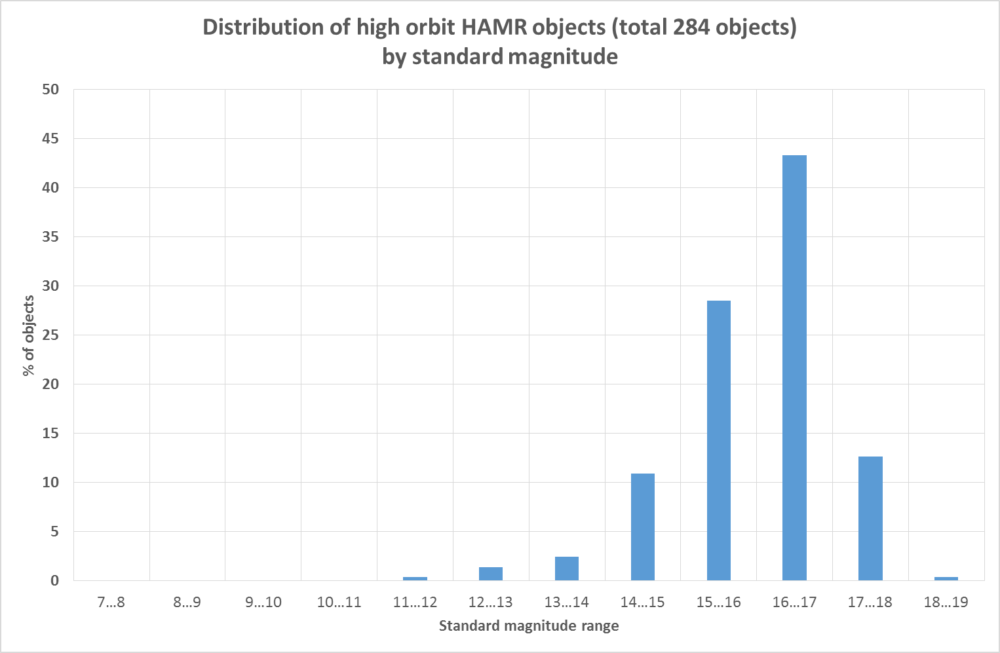 Distribution of high orbit HAMR objects (total 284 objects)
by standard magnitude
50
45
40
35
30
25
20
15
10
5
0
% of objects
7...8 8...9 9...10 10...11 11...12 12...13 13...14 14...15 15...16 16...17 17...18 18...19
Standard magnitude range